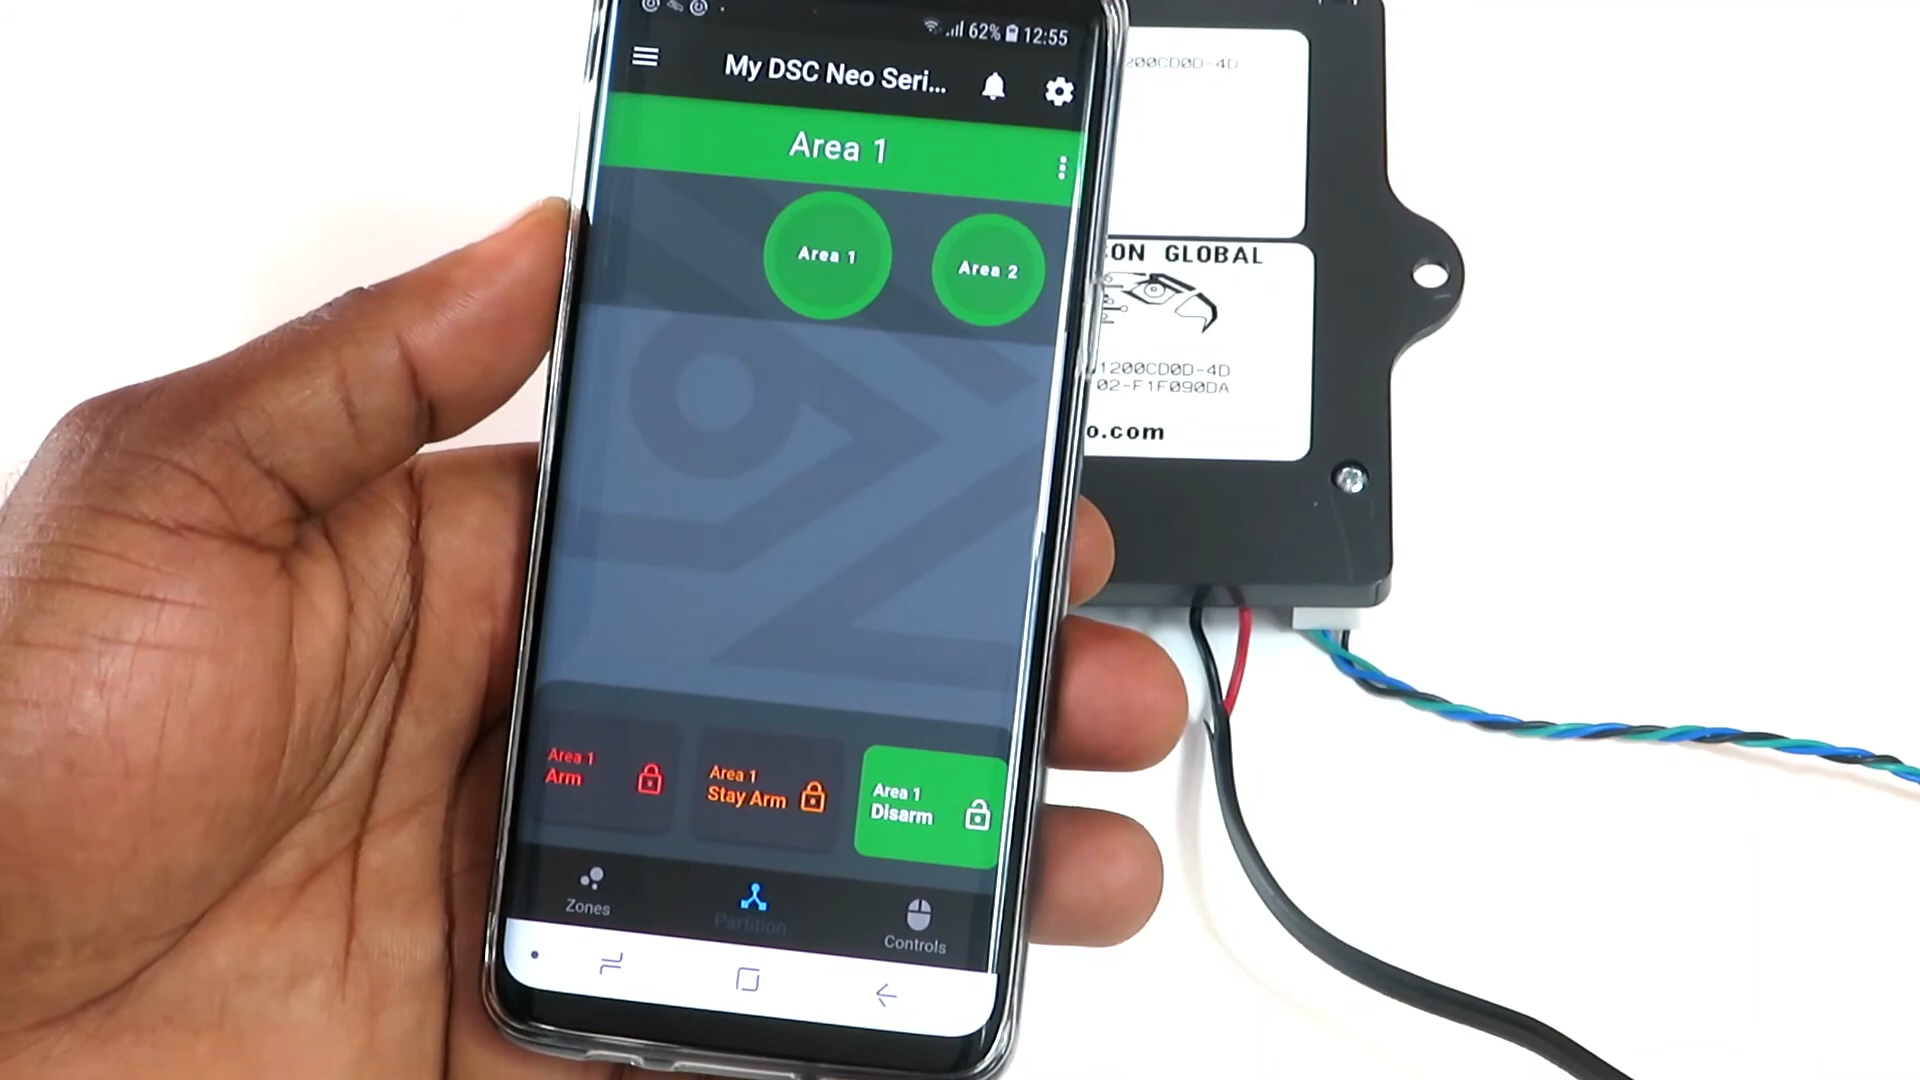 62% 12:55
My DSC Neo Seri...
Area 1
Area 1
Area 2
Area 1
Arm
Area 1
Stay Arm
Area 1
Disarm
Zones
Partition
Controls
200CD0D-4D
ON GLOBAL
1200CD0D-4D
02-F1F090DA
o.com